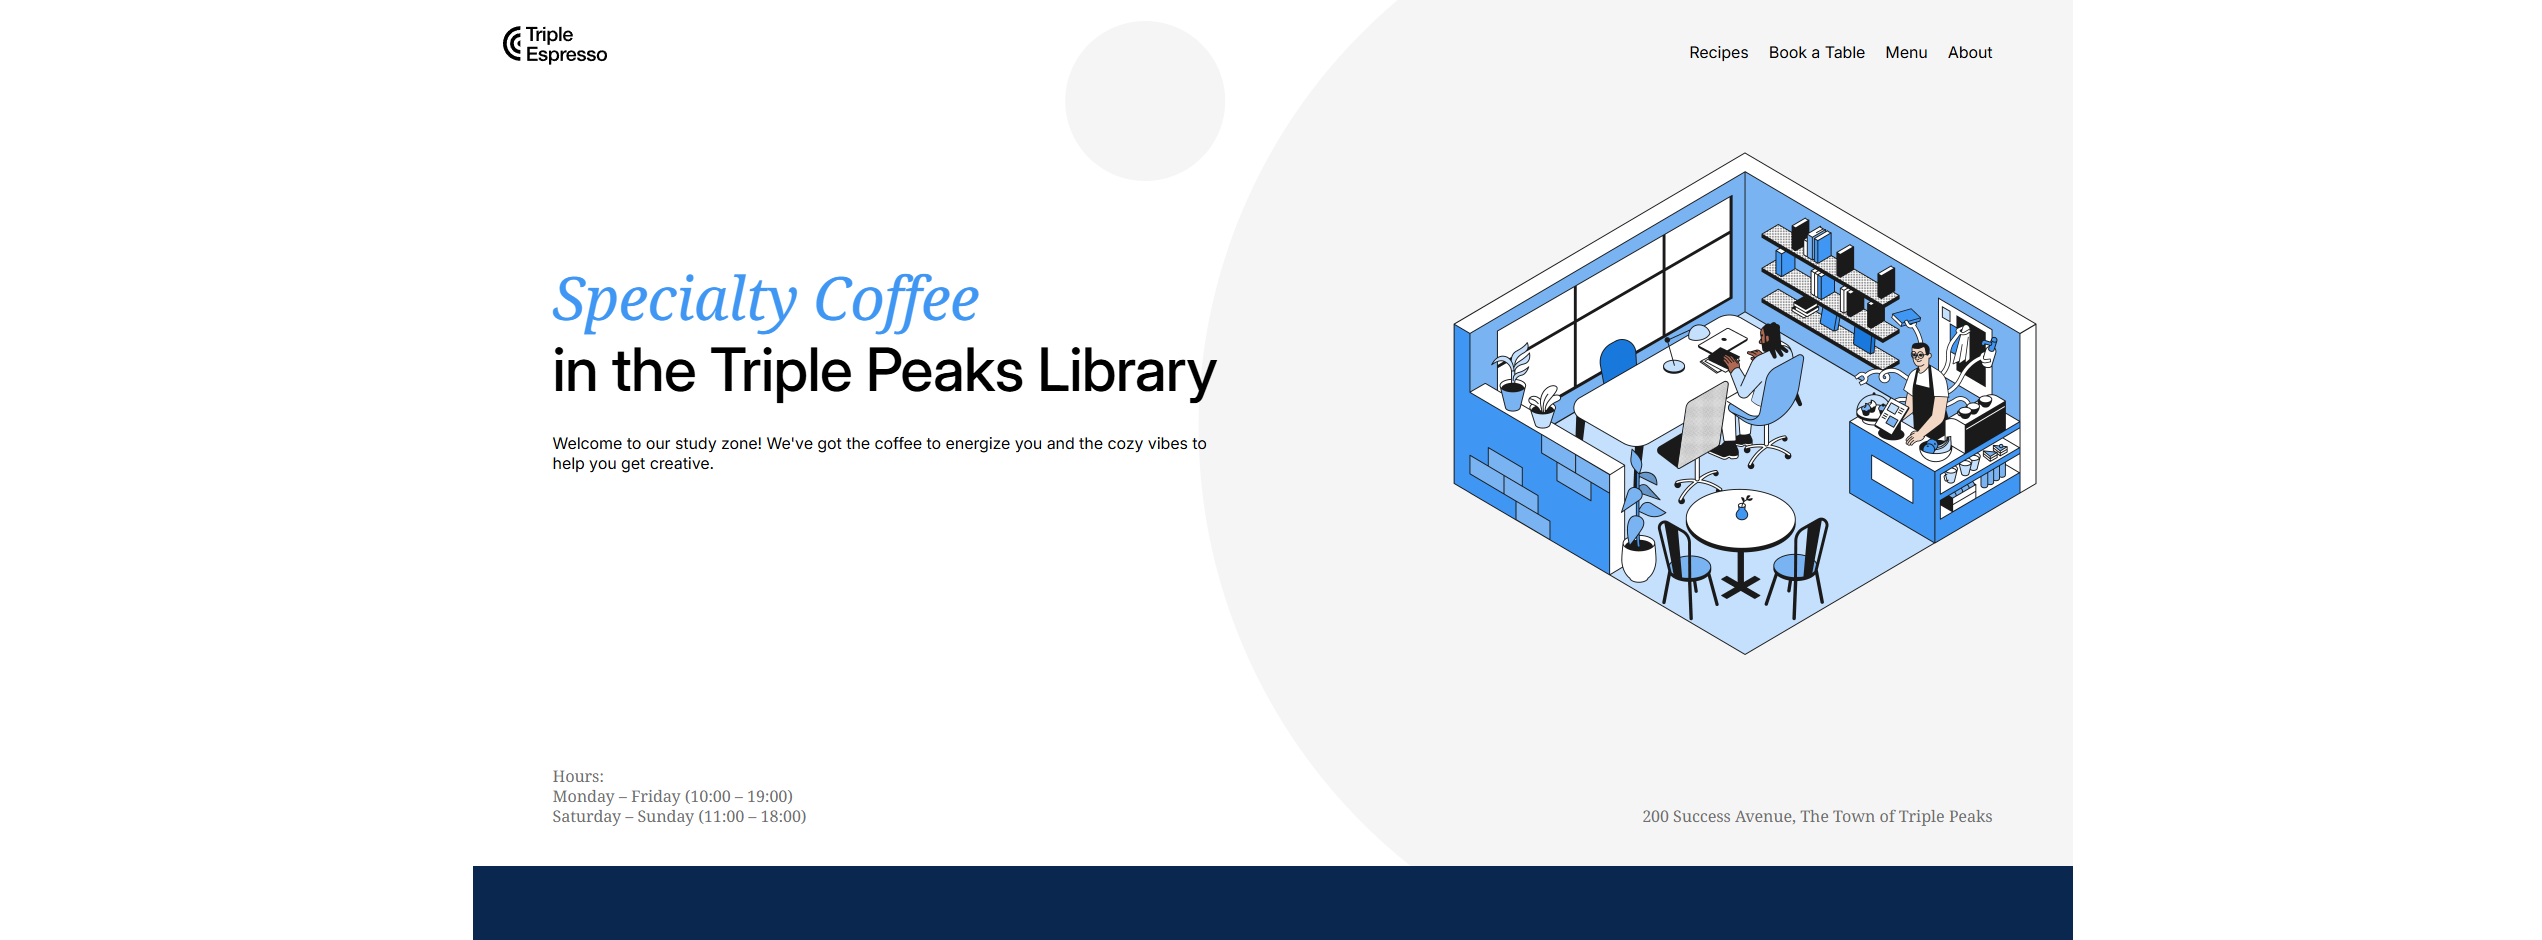 Triple
Espresso
Recipes Book a Table Menu About
Specialty Coffee
in the Triple Peaks Library
Welcome to our study zone! We've got the coffee to energize you and the cozy vibes to
help you get creative.
Hours:
Monday – Friday (10:00 – 19:00)
Saturday – Sunday (11:00 – 18:00)
200 Success Avenue, The Town of Triple Peaks